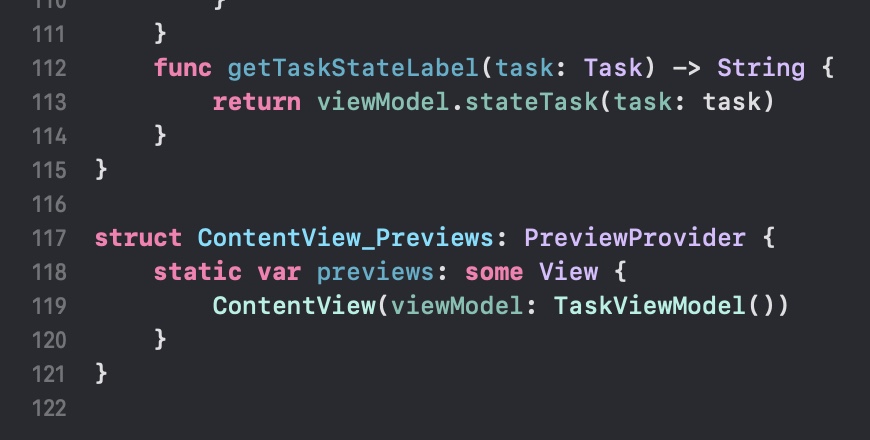 110 }
111 }
112 func getTaskStateLabel(task: Task) -> String {
113 return viewModel.stateTask(task: task)
114 }
115 }
116
117 struct ContentView_Previews: PreviewProvider {
118 static var previews: some View {
119 ContentView(viewModel: TaskViewModel())
120 }
121 }
122